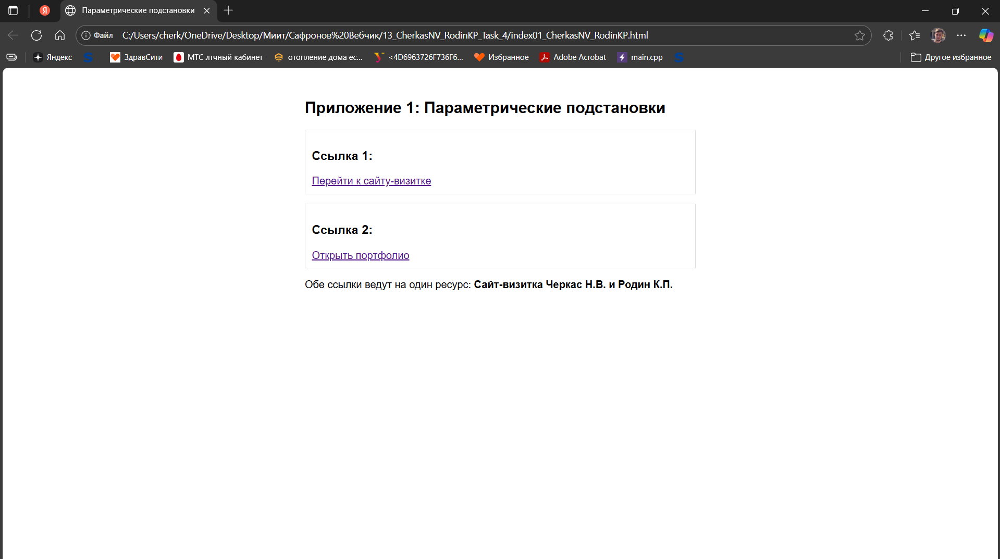 Параметрические подстановки
Файл C:/Users/cherk/OneDrive/Desktop/Миит/Сафронов%20Вебчик/13_CherkasNV_RodinKP_Task_4/index01_CherkasNV_RodinKP.html
Яндекс ЗдравСити МТС лтчный кабинет отопление дома ес... <4D6963726F736F6... Избранное Adobe Acrobat main.cpp Другое избранное
Приложение 1: Параметрические подстановки
Ссылка 1:
Перейти к сайту-визитке
Ссылка 2:
Открыть портфолио
Обе ссылки ведут на один ресурс: Сайт-визитка Черкас Н.В. и Родин К.П.